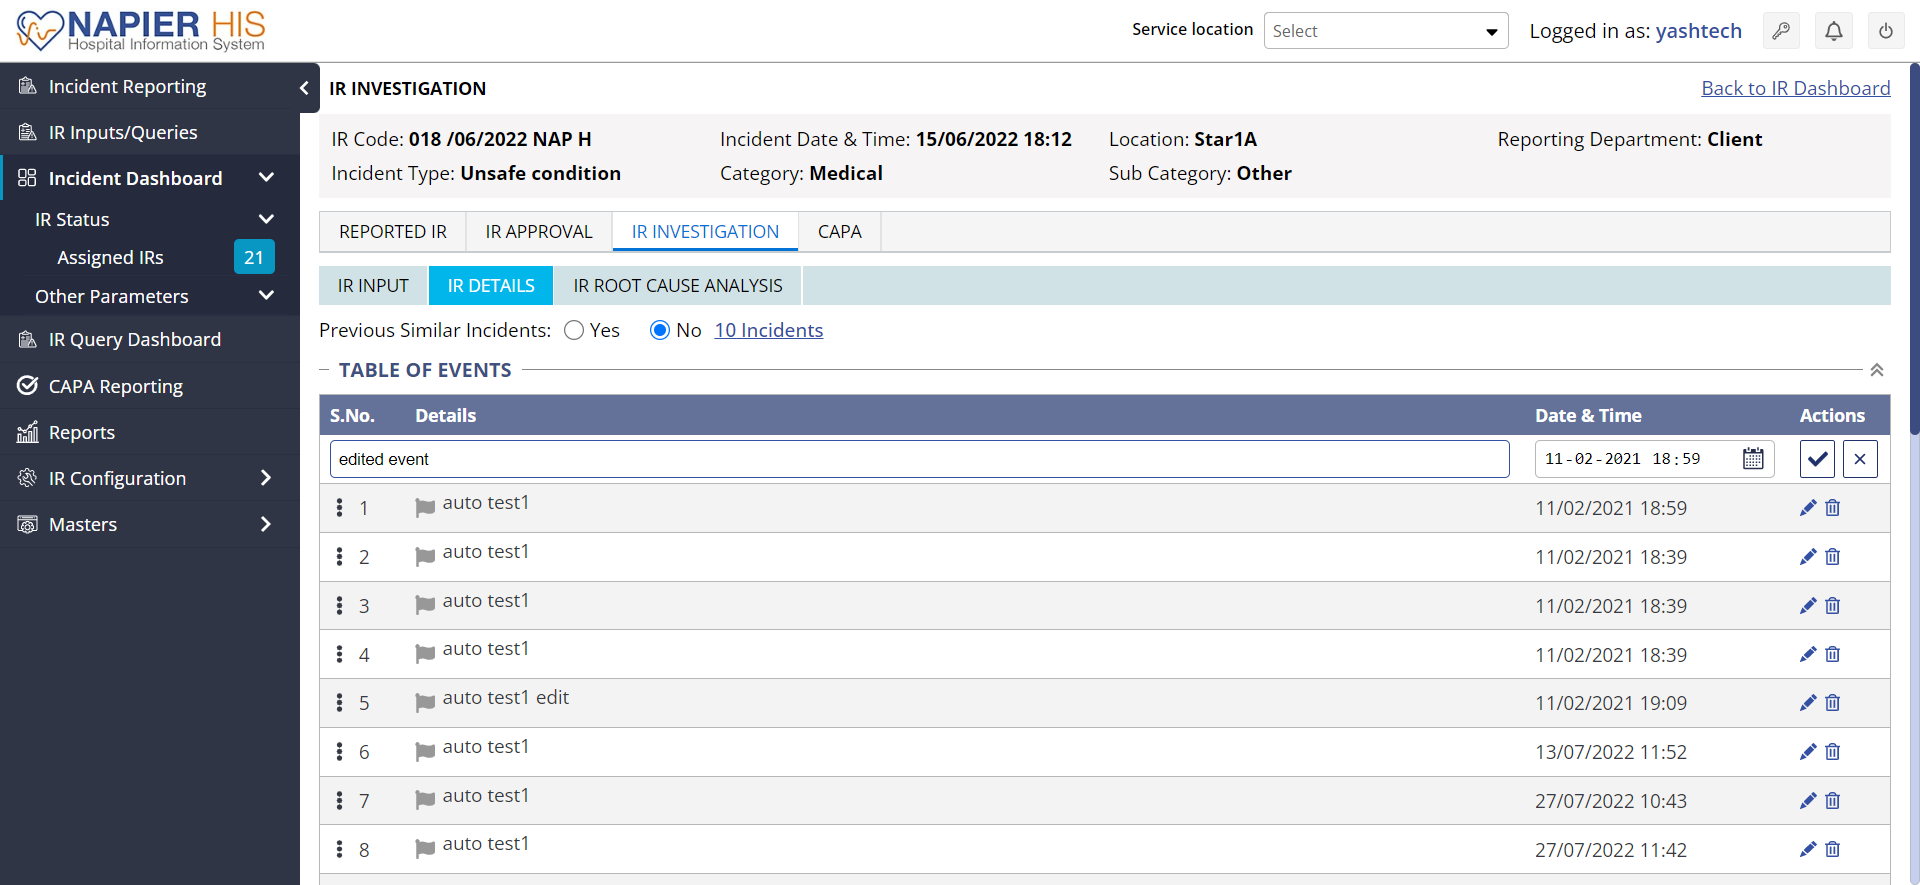 NAPIER HIS
Hospital Information System
Service location Select Logged in as: yashtech
Incident Reporting
IR Inputs/Queries
Incident Dashboard
IR Status
Assigned IRs 21
Other Parameters
IR Query Dashboard
CAPA Reporting
Reports
IR Configuration
Masters
IR INVESTIGATION Back to IR Dashboard
IR Code: 018 /06/2022 NAP H Incident Date & Time: 15/06/2022 18:12 Location: Star1A Reporting Department: Client
Incident Type: Unsafe condition Category: Medical Sub Category: Other
REPORTED IR IR APPROVAL IR INVESTIGATION CAPA
IR INPUT IR DETAILS IR ROOT CAUSE ANALYSIS
Previous Similar Incidents: Yes No 10 Incidents
TABLE OF EVENTS
S.No. Details Date & Time Actions
edited event 11-02-2021 18:59
1 auto test1 11/02/2021 18:59
2 auto test1 11/02/2021 18:39
3 auto test1 11/02/2021 18:39
4 auto test1 11/02/2021 18:39
5 auto test1 edit 11/02/2021 19:09
6 auto test1 13/07/2022 11:52
7 auto test1 27/07/2022 10:43
8 auto test1 27/07/2022 11:42